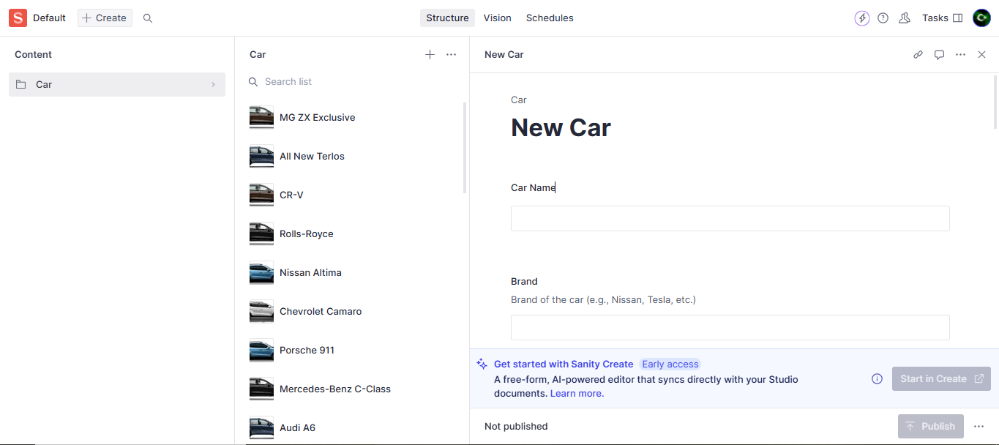 S Default Create Structure Vision Schedules Tasks
Content
Car
Car
Search list
MG ZX Exclusive
All New Terlos
CR-V
Rolls-Royce
Nissan Altima
Chevrolet Camaro
Porsche 911
Mercedes-Benz C-Class
Audi A6
New Car
Car
New Car
Car Name
Brand
Brand of the car (e.g., Nissan, Tesla, etc.)
Get started with Sanity Create Early access
A free-form, AI-powered editor that syncs directly with your Studio
documents. Learn more.
Start in Create
Not published
Publish